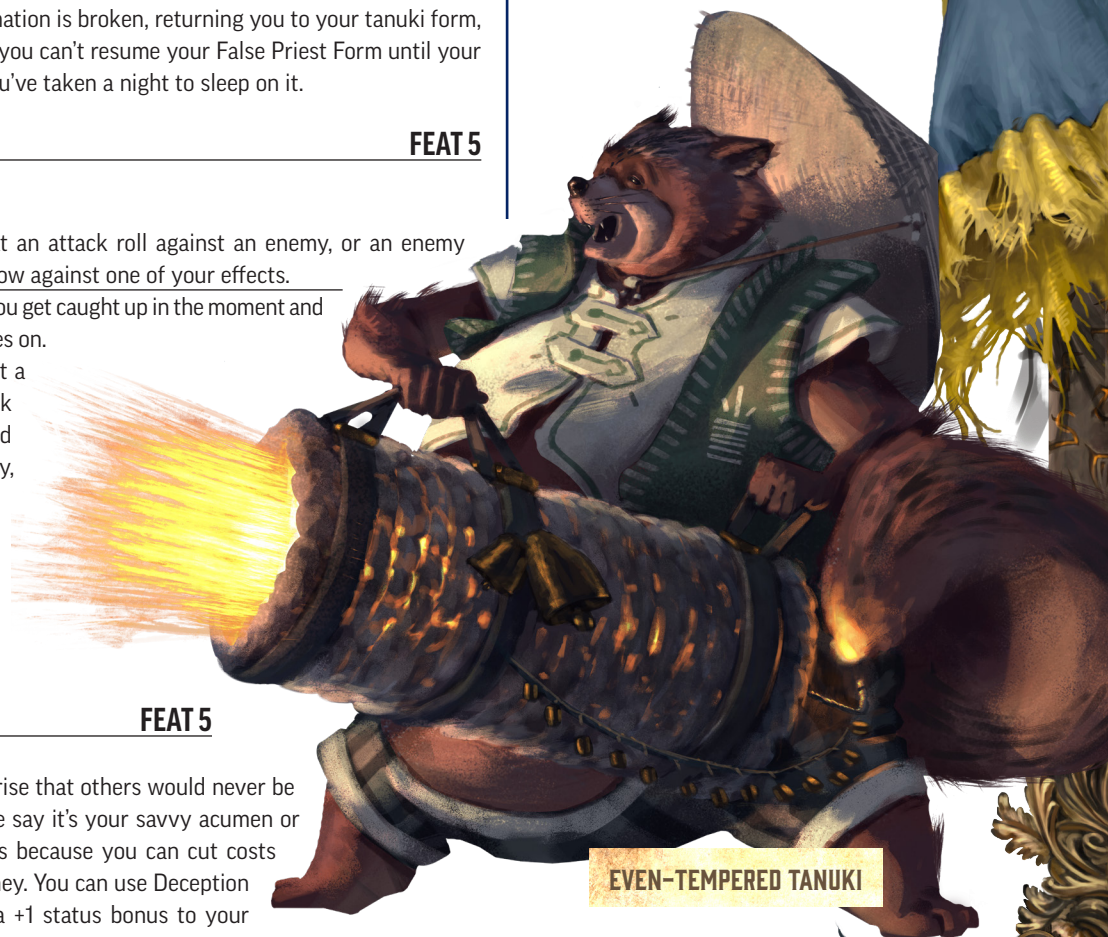 nation is broken, returning you to your tanuki form,
you can't resume your False Priest Form until your
u've taken a night to sleep on it.
FEAT 5
t an attack roll against an enemy, or an enemy
ow against one of your effects.
ou get caught up in the moment and
es on.
t a
k
d
y,
FEAT 5
rise that others would never be
e say it's your savvy acumen or
s because you can cut costs
ney. You can use Deception
a +1 status bonus to your
EVEN-TEMPERED TANUKI